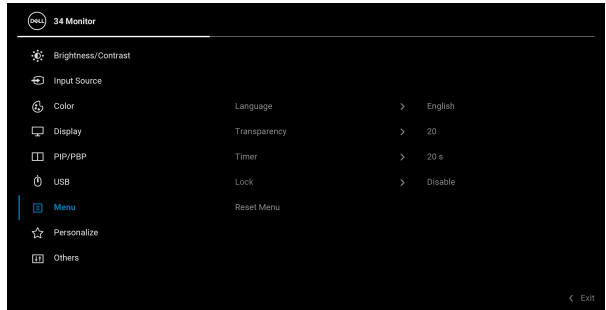 DELL 34 Monitor
Brightness/Contrast
Input Source
Color Language > English
Display Transparency > 20
PIP/PBP Timer > 20 s
USB Lock > Disable
Menu Reset Menu
Personalize
Others
< Exit